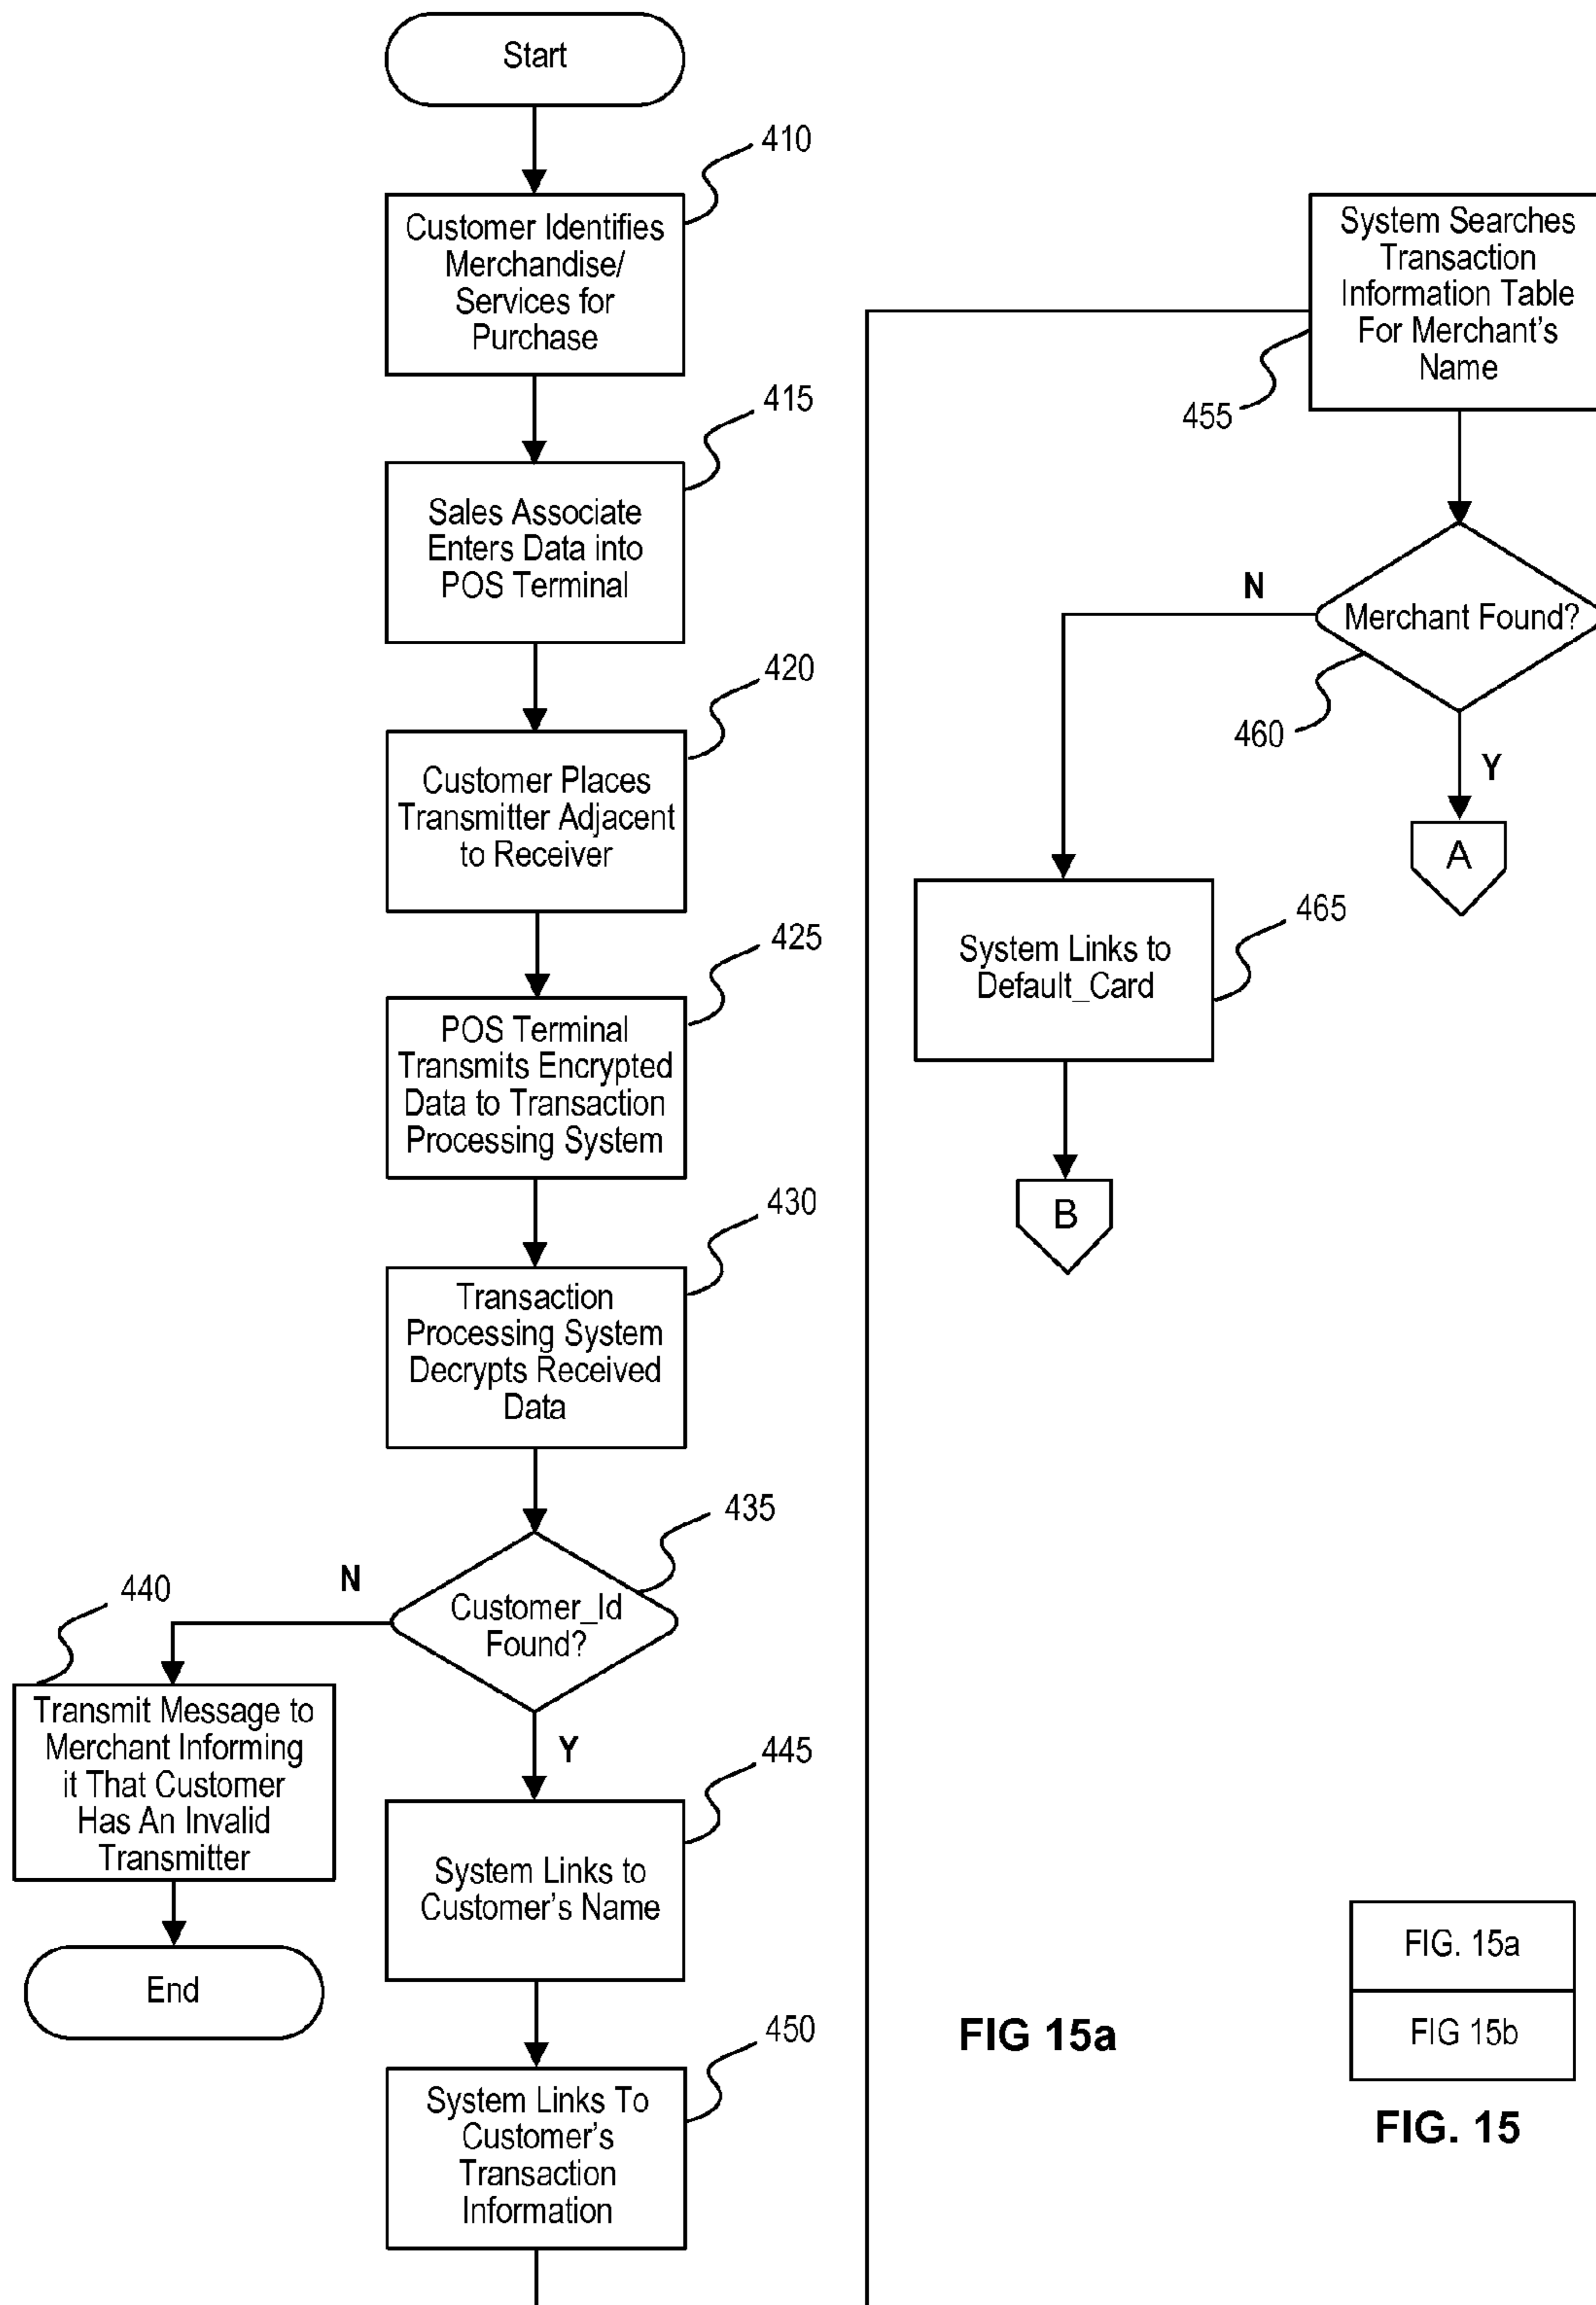 Start
410
Customer Identifies
Merchandise/
Services for
Purchase
415
Sales Associate
Enters Data into
POS Terminal
420
Customer Places
Transmitter Adjacent
to Receiver
425
POS Terminal
Transmits Encrypted
Data to Transaction
Processing System
430
Transaction
Processing System
Decrypts Received
Data
435
Customer_Id
Found?
N
440
Transmit Message to
Merchant Informing
it That Customer
Has An Invalid
Transmitter
End
Y
445
System Links to
Customer's Name
450
System Links To
Customer's
Transaction
Information
System Searches
Transaction
Information Table
For Merchant's
Name
455
N
Merchant Found?
460
Y
A
465
System Links to
Default_Card
B
FIG 15a
FIG. 15a
FIG 15b
FIG. 15